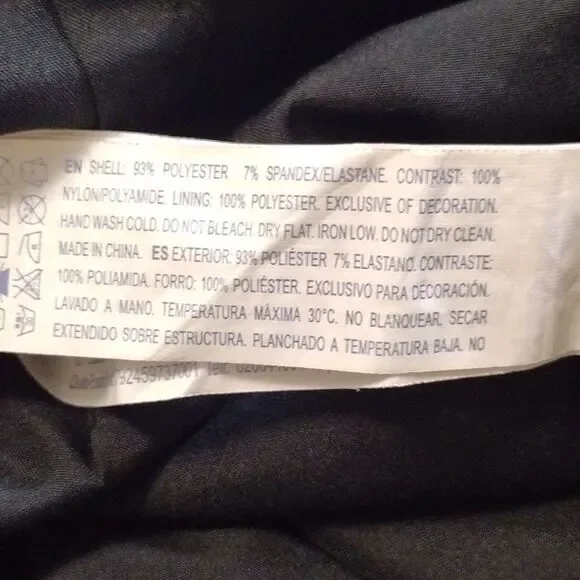 EN SHELL: 93% POLYESTER 7% SPANDEX/ELASTANE. CONTRAST: 100%
NYLON/POLYAMIDE. LINING: 100% POLYESTER. EXCLUSIVE OF DECORATION.
HAND WASH COLD. DO NOT BLEACH. DRY FLAT. IRON LOW. DO NOT DRY CLEAN.
MADE IN CHINA. ES EXTERIOR: 93% POLIÉSTER 7% ELASTANO. CONTRASTE:
100% POLIAMIDA. FORRO: 100% POLIÉSTER. EXCLUSIVO PARA DECORACIÓN.
LAVADO A MANO. TEMPERATURA MÁXIMA 30°C. NO BLANQUEAR. SECAR
EXTENDIDO SOBRE ESTRUCTURA. PLANCHADO A TEMPERATURA BAJA. NO